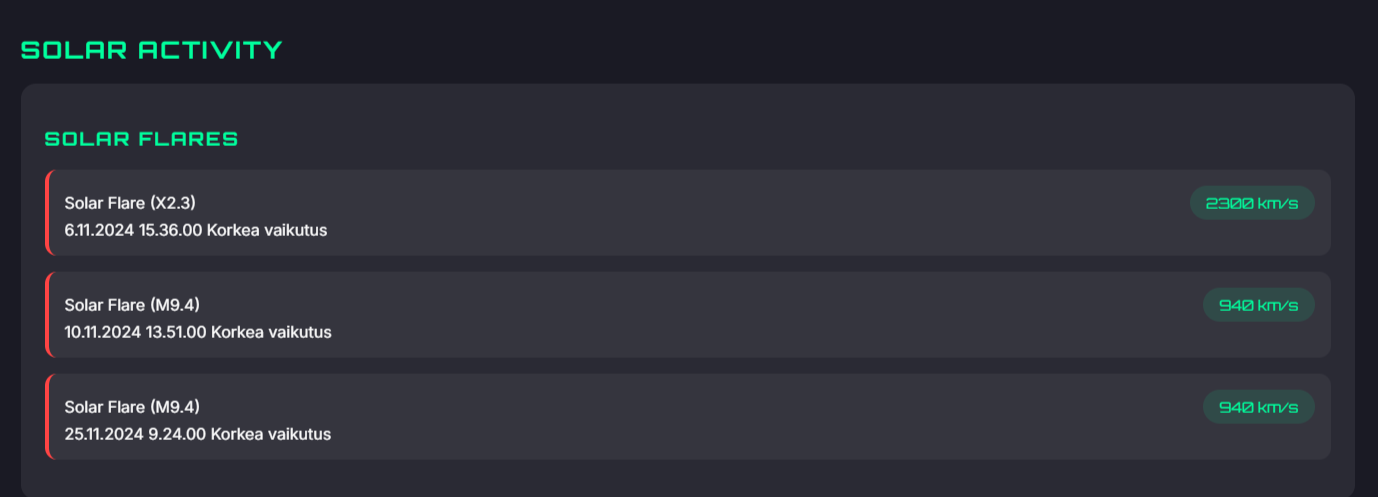 SOLAR ACTIVITY
SOLAR FLARES
Solar Flare (X2.3)
2300 km/s
6.11.2024 15.36.00 Korkea vaikutus
Solar Flare (M9.4)
940 km/s
10.11.2024 13.51.00 Korkea vaikutus
Solar Flare (M9.4)
940 km/s
25.11.2024 9.24.00 Korkea vaikutus